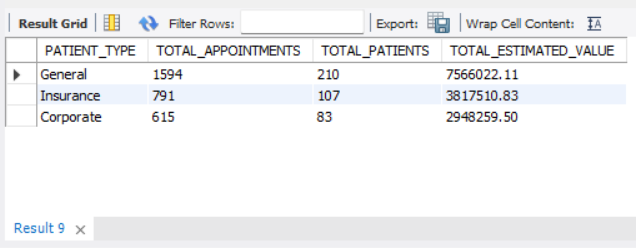 Result Grid Filter Rows: Export: Wrap Cell Content: IA
PATIENT_TYPE TOTAL_APPOINTMENTS TOTAL_PATIENTS TOTAL_ESTIMATED_VALUE
General 1594 210 7566022.11
Insurance 791 107 3817510.83
Corporate 615 83 2948259.50
Result 9 ×